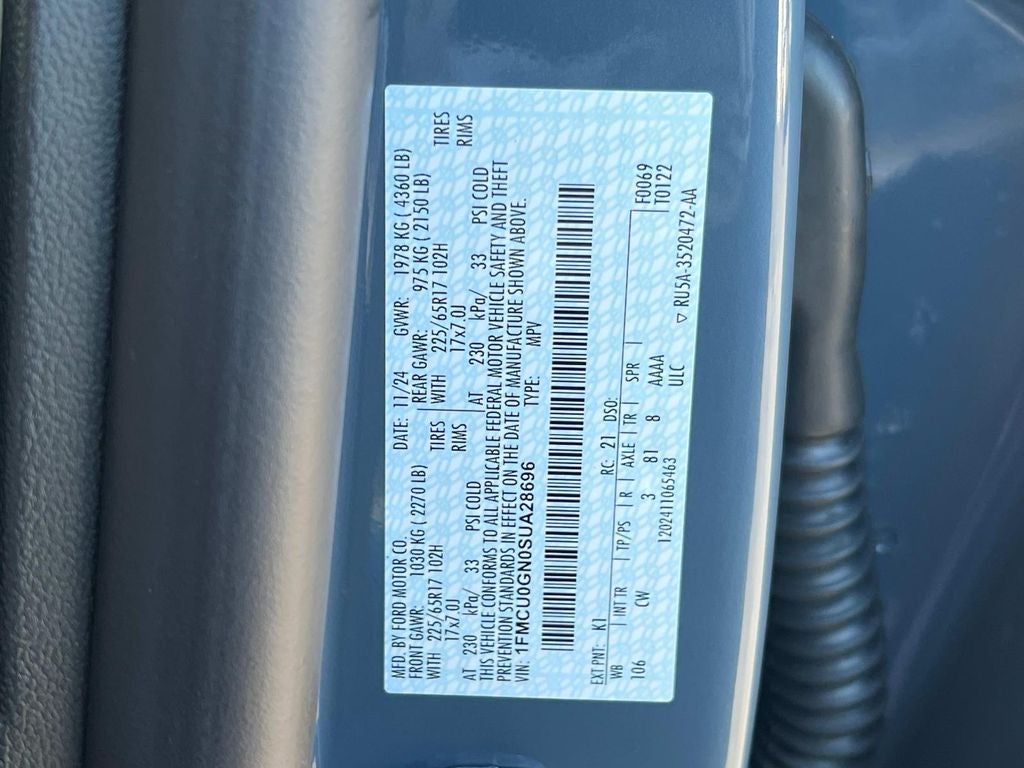 MFD. BY FORD MOTOR CO. DATE: 11/24 GVWR: 1978 KG ( 4360 LB)
FRONT GAWR: 1030 KG ( 2270 LB) REAR GAWR: 975 KG ( 2150 LB)
WITH 225/65R17 102H TIRES WITH 225/65R17 102H TIRES
17x7.0J RIMS 17x7.0J RIMS
AT 230 kPa/ 33 PSI COLD AT 230 kPa/ 33 PSI COLD
THIS VEHICLE CONFORMS TO ALL APPLICABLE FEDERAL MOTOR VEHICLE SAFETY AND THEFT
PREVENTION STANDARDS IN EFFECT ON THE DATE OF MANUFACTURE SHOWN ABOVE.
VIN: 1FMCU0GN0SUA28696 TYPE: MPV
EXT PNT: K1 RC: 21 DSO: F0069
WB INT TR TP/PS R AXLE TR SPR T0122
106 CW 3 81 8 AAAA
1202411065463 ULC
▽ RU5A-3520472-AA